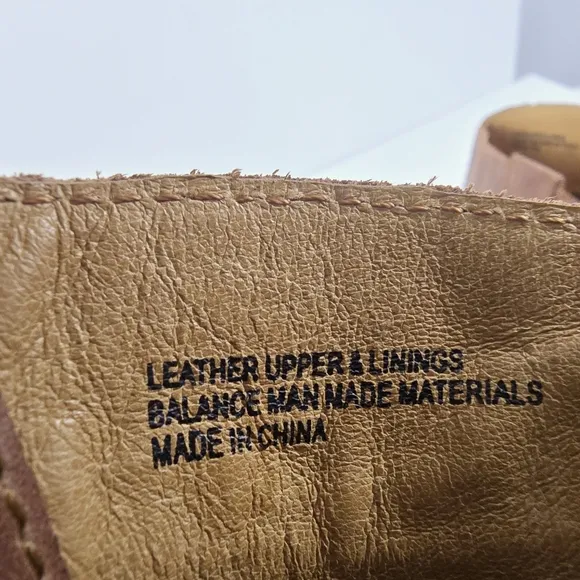 LEATHER UPPER & LININGS
BALANCE MAN MADE MATERIALS
MADE IN CHINA